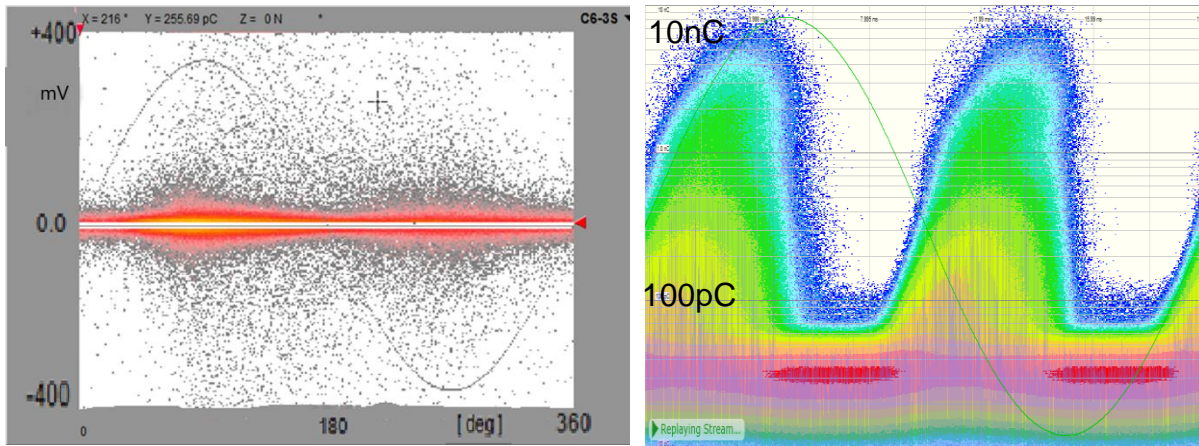 X = 216 ° Y = 255.69 pC Z = 0 N °
C6-3S
+400
mV
0.0
=400
0
180
[deg]
360
10nC
100pC
Replaying Stream...